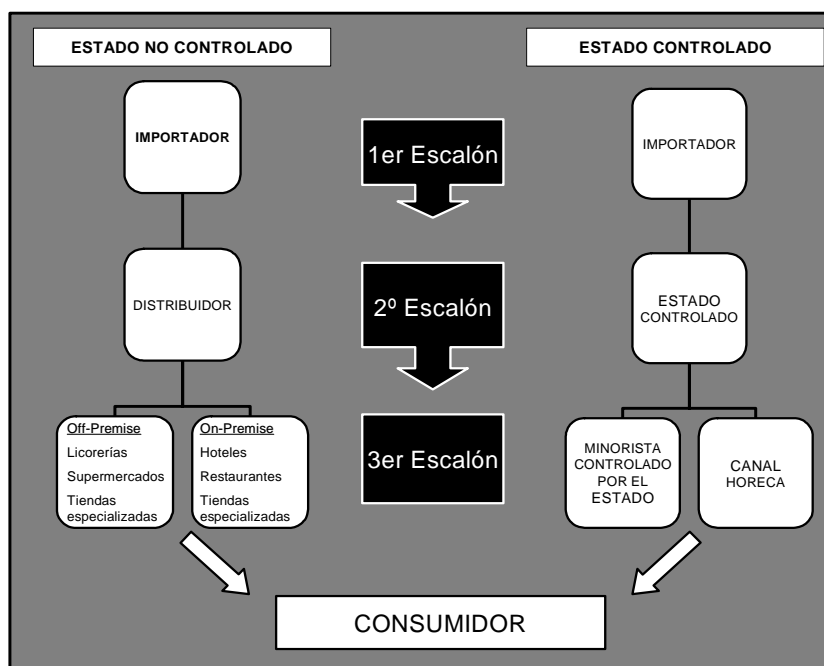 ESTADO NO CONTROLADO
ESTADO CONTROLADO
IMPORTADOR
1er Escalón
IMPORTADOR
DISTRIBUIDOR
2º Escalón
ESTADO
CONTROLADO
Off-Premise
Licorerías
Supermercados
Tiendas
especializadas
On-Premise
Hoteles
Restaurantes
Tiendas
especializadas
3er Escalón
MINORISTA
CONTROLADO
POR EL
ESTADO
CANAL
HORECA
CONSUMIDOR